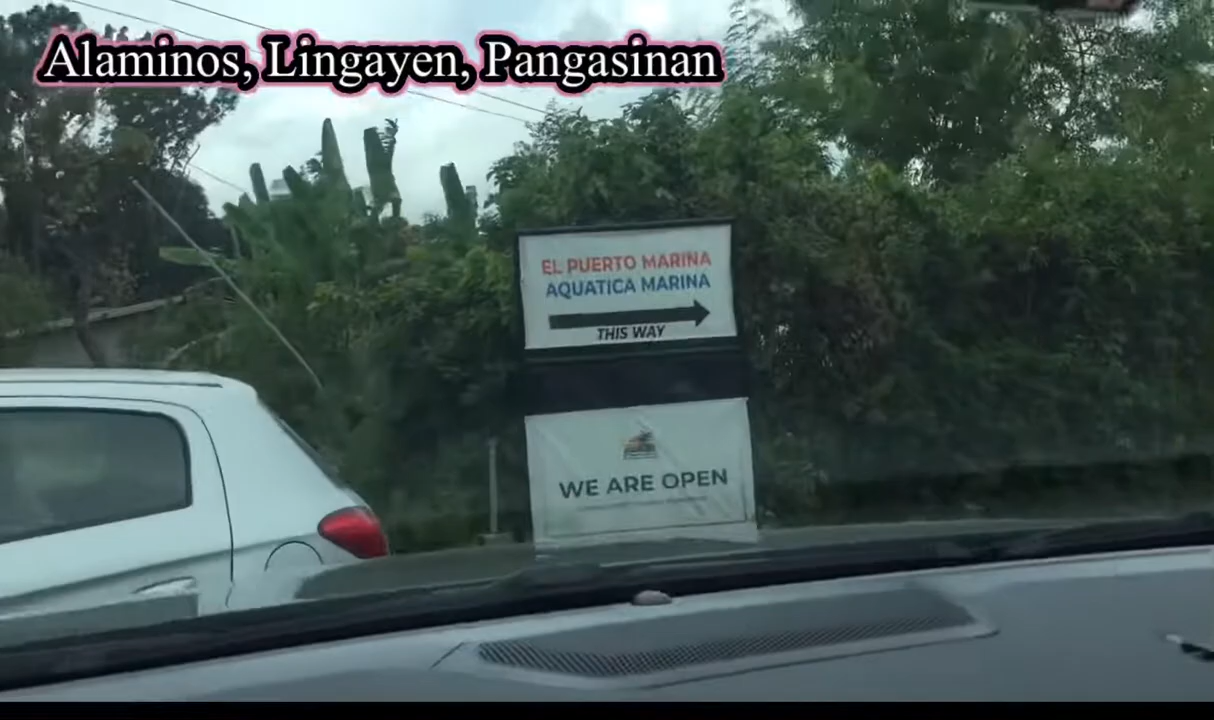 Alaminos, Lingayen, Pangasinan
EL PUERTO MARINA
AQUATICA MARINA
THIS WAY
WE ARE OPEN